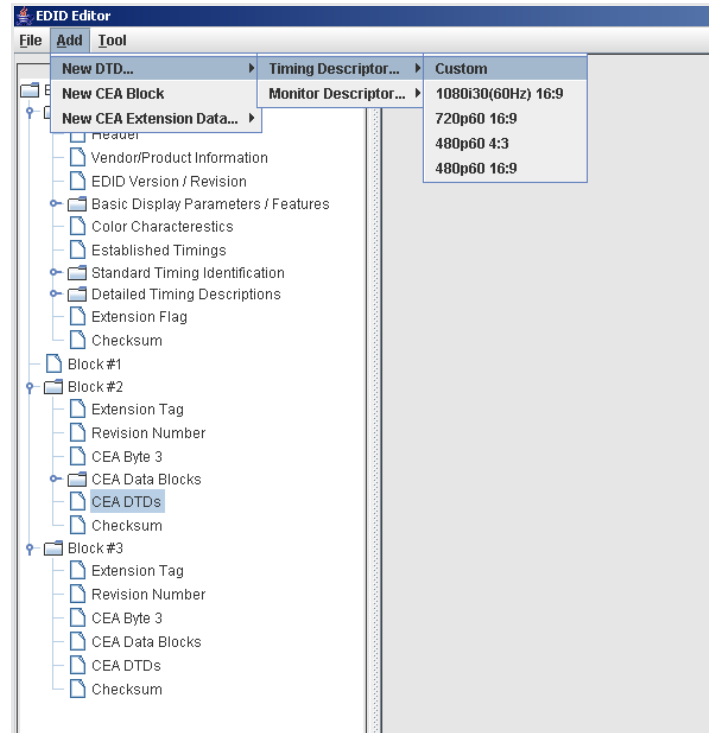 EDID Editor
File Add Tool
New DTD...
New CEA Block
New CEA Extension Data...
Timing Descriptor...
Monitor Descriptor...
Custom
1080i30(60Hz) 16:9
720p60 16:9
480p60 4:3
480p60 16:9
Header
Vendor/Product Information
EDID Version / Revision
Basic Display Parameters / Features
Color Characterestics
Established Timings
Standard Timing Identification
Detailed Timing Descriptions
Extension Flag
Checksum
Block #1
Block #2
Extension Tag
Revision Number
CEA Byte 3
CEA Data Blocks
CEA DTDs
Checksum
Block #3
Extension Tag
Revision Number
CEA Byte 3
CEA Data Blocks
CEA DTDs
Checksum